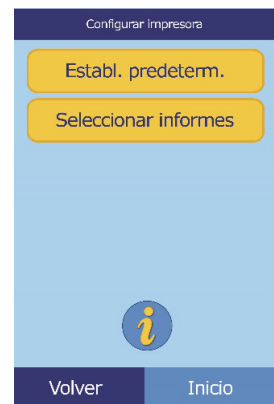 Configurar impresora
Establ. predeterm.
Seleccionar informes
i
Volver Inicio